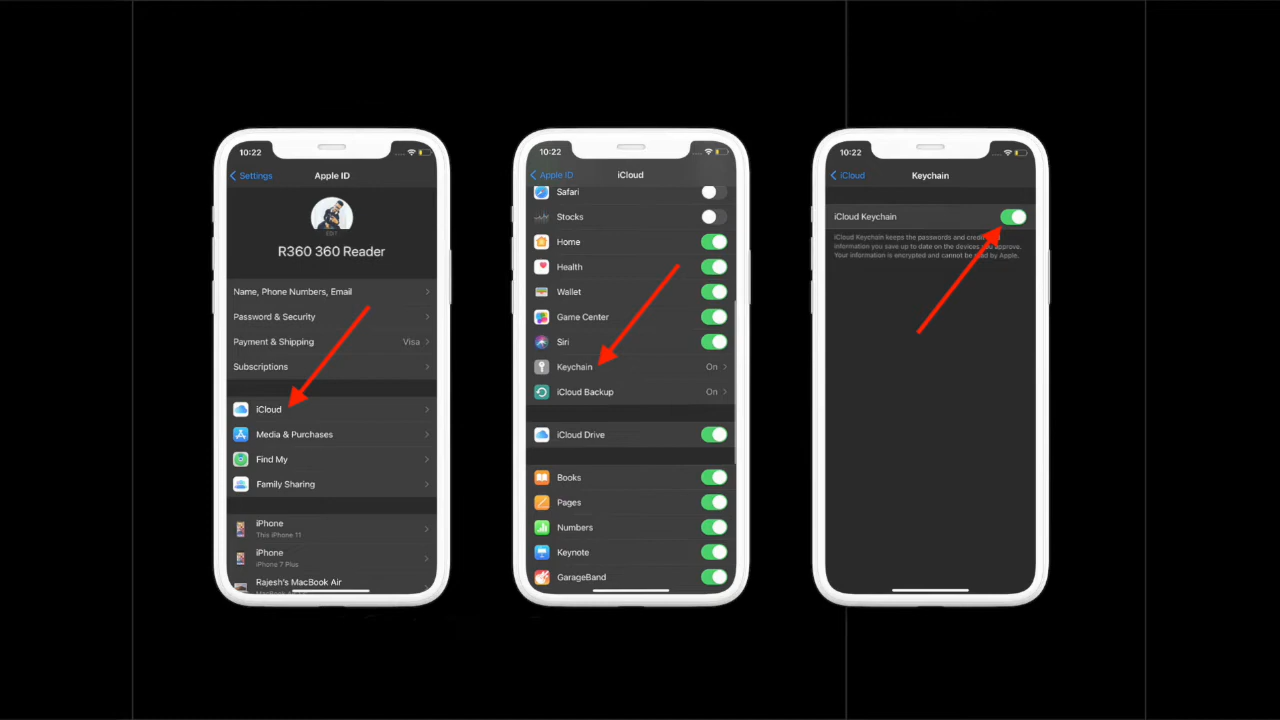 10:22
Settings
Apple ID
EDIT
R360 360 Reader
Name, Phone Numbers, Email
Password & Security
Payment & Shipping Visa
Subscriptions
iCloud
Media & Purchases
Find My
Family Sharing
iPhone
This iPhone 11
iPhone
iPhone 7 Plus
Rajesh's MacBook Air
10:22
Apple ID
iCloud
Safari
Stocks
Home
Health
Wallet
Game Center
Siri
Keychain On
iCloud Backup On
iCloud Drive
Books
Pages
Numbers
Keynote
GarageBand
10:22
iCloud
Keychain
iCloud Keychain
iCloud Keychain keeps the passwords and credit
information you save up to date on the devices you approve.
Your information is encrypted and cannot be read by Apple.